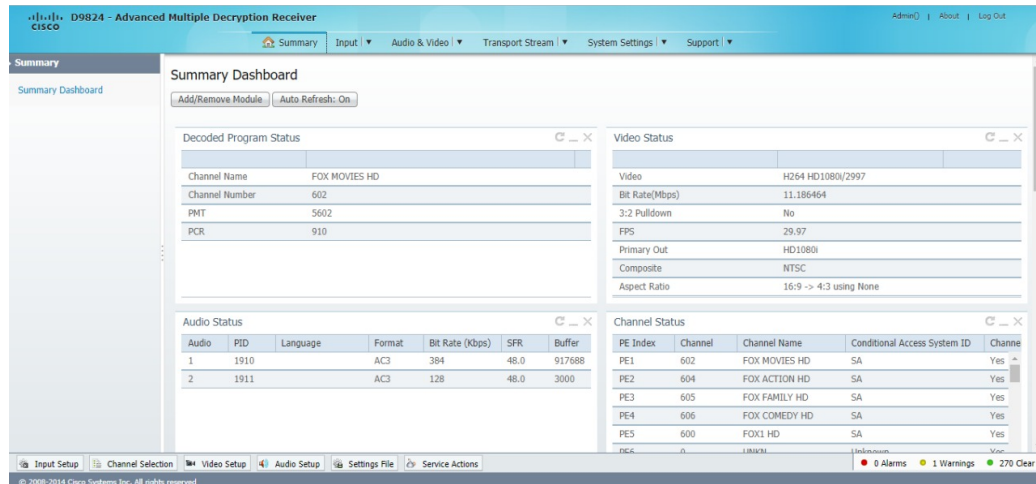 CISCO D9824 - Advanced Multiple Decryption Receiver
Admin() | About | Log Out
Summary Input | ▼ Audio & Video | ▼ Transport Stream | ▼ System Settings | ▼ Support | ▼
Summary
Summary Dashboard
Summary Dashboard
Add/Remove Module Auto Refresh: On
Decoded Program Status
Channel Name FOX MOVIES HD
Channel Number 602
PMT 5602
PCR 910
Video Status
Video H264 HD1080i/2997
Bit Rate(Mbps) 11.186464
3:2 Pulldown No
FPS 29.97
Primary Out HD1080i
Composite NTSC
Aspect Ratio 16:9 -> 4:3 using None
Audio Status
Audio PID Language Format Bit Rate (Kbps) SFR Buffer
1 1910 AC3 384 48.0 917688
2 1911 AC3 128 48.0 3000
Channel Status
PE Index Channel Channel Name Conditional Access System ID Channe
PE1 602 FOX MOVIES HD SA Yes
PE2 604 FOX ACTION HD SA Yes
PE3 605 FOX FAMILY HD SA Yes
PE4 606 FOX COMEDY HD SA Yes
PE5 600 FOX1 HD SA Yes
PE6 0 UNKN Unknown Yes
Input Setup Channel Selection Video Setup Audio Setup Settings File Service Actions
0 Alarms 1 Warnings 270 Clear
© 2008-2014 Cisco Systems Inc. All rights reserved